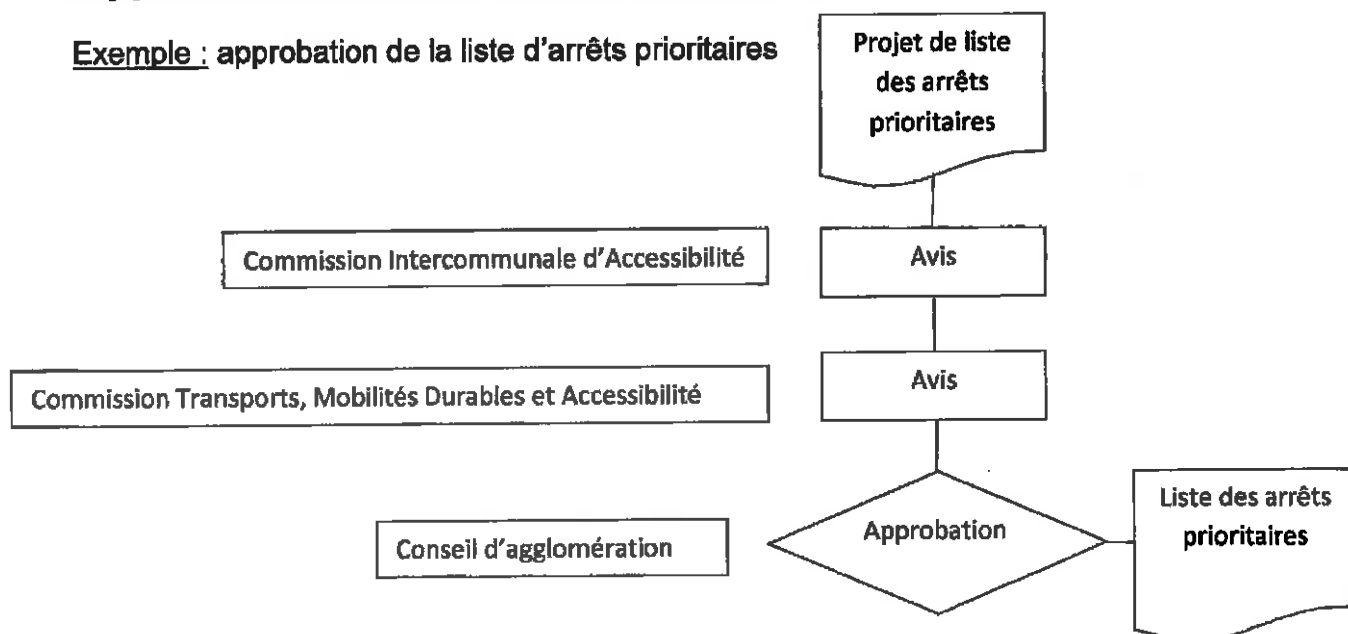 Exemple : approbation de la liste d'arrêts prioritaires
Projet de liste
des arrêts
prioritaires
Commission Intercommunale d'Accessibilité
Avis
Commission Transports, Mobilités Durables et Accessibilité
Avis
Conseil d'agglomération
Approbation
Liste des arrêts
prioritaires